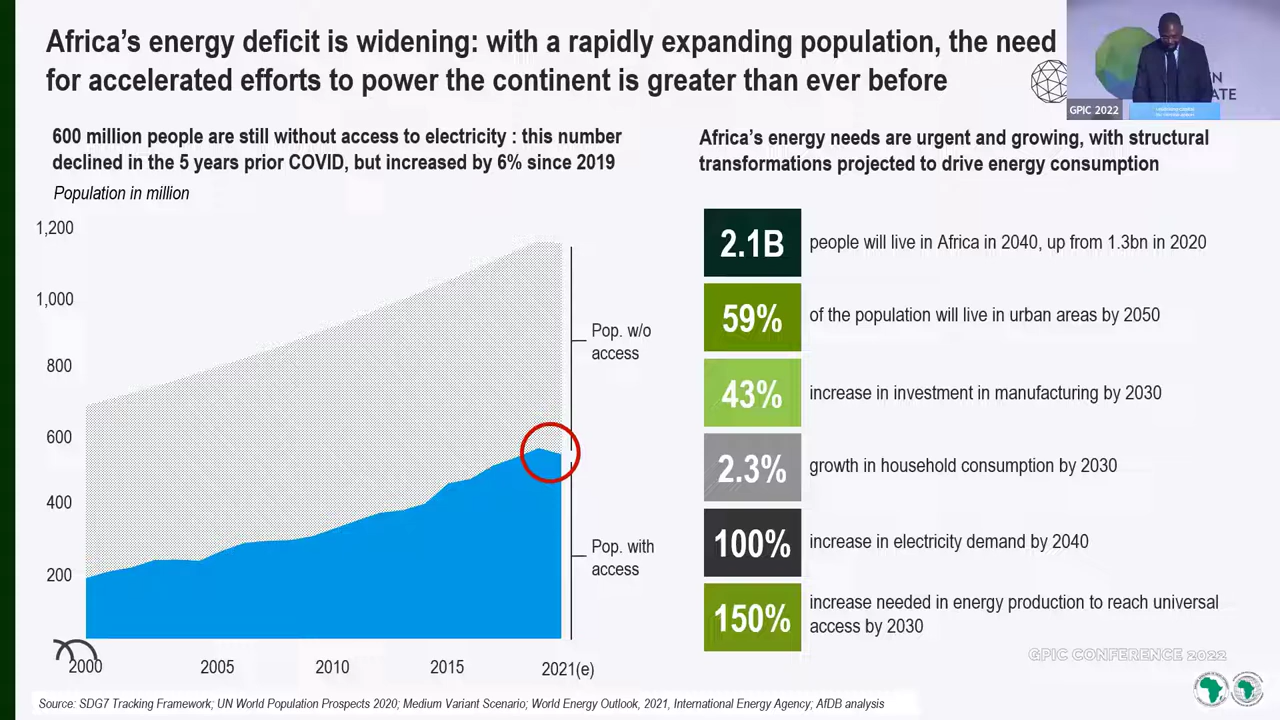 Africa's energy deficit is widening: with a rapidly expanding population, the need
for accelerated efforts to power the continent is greater than ever before
GPIC 2022
600 million people are still without access to electricity : this number
declined in the 5 years prior COVID, but increased by 6% since 2019
Population in million
1,200
1,000
800
600
400
200
2000
2005
2010
2015
2021(e)
Pop. w/o
access
Pop. with
access
Africa's energy needs are urgent and growing, with structural
transformations projected to drive energy consumption
2.1B people will live in Africa in 2040, up from 1.3bn in 2020
59% of the population will live in urban areas by 2050
43% increase in investment in manufacturing by 2030
2.3% growth in household consumption by 2030
100% increase in electricity demand by 2040
150% increase needed in energy production to reach universal
access by 2030
GPIC CONFERENCE 2022
Source: SDG7 Tracking Framework; UN World Population Prospects 2020; Medium Variant Scenario; World Energy Outlook, 2021, International Energy Agency; AfDB analysis